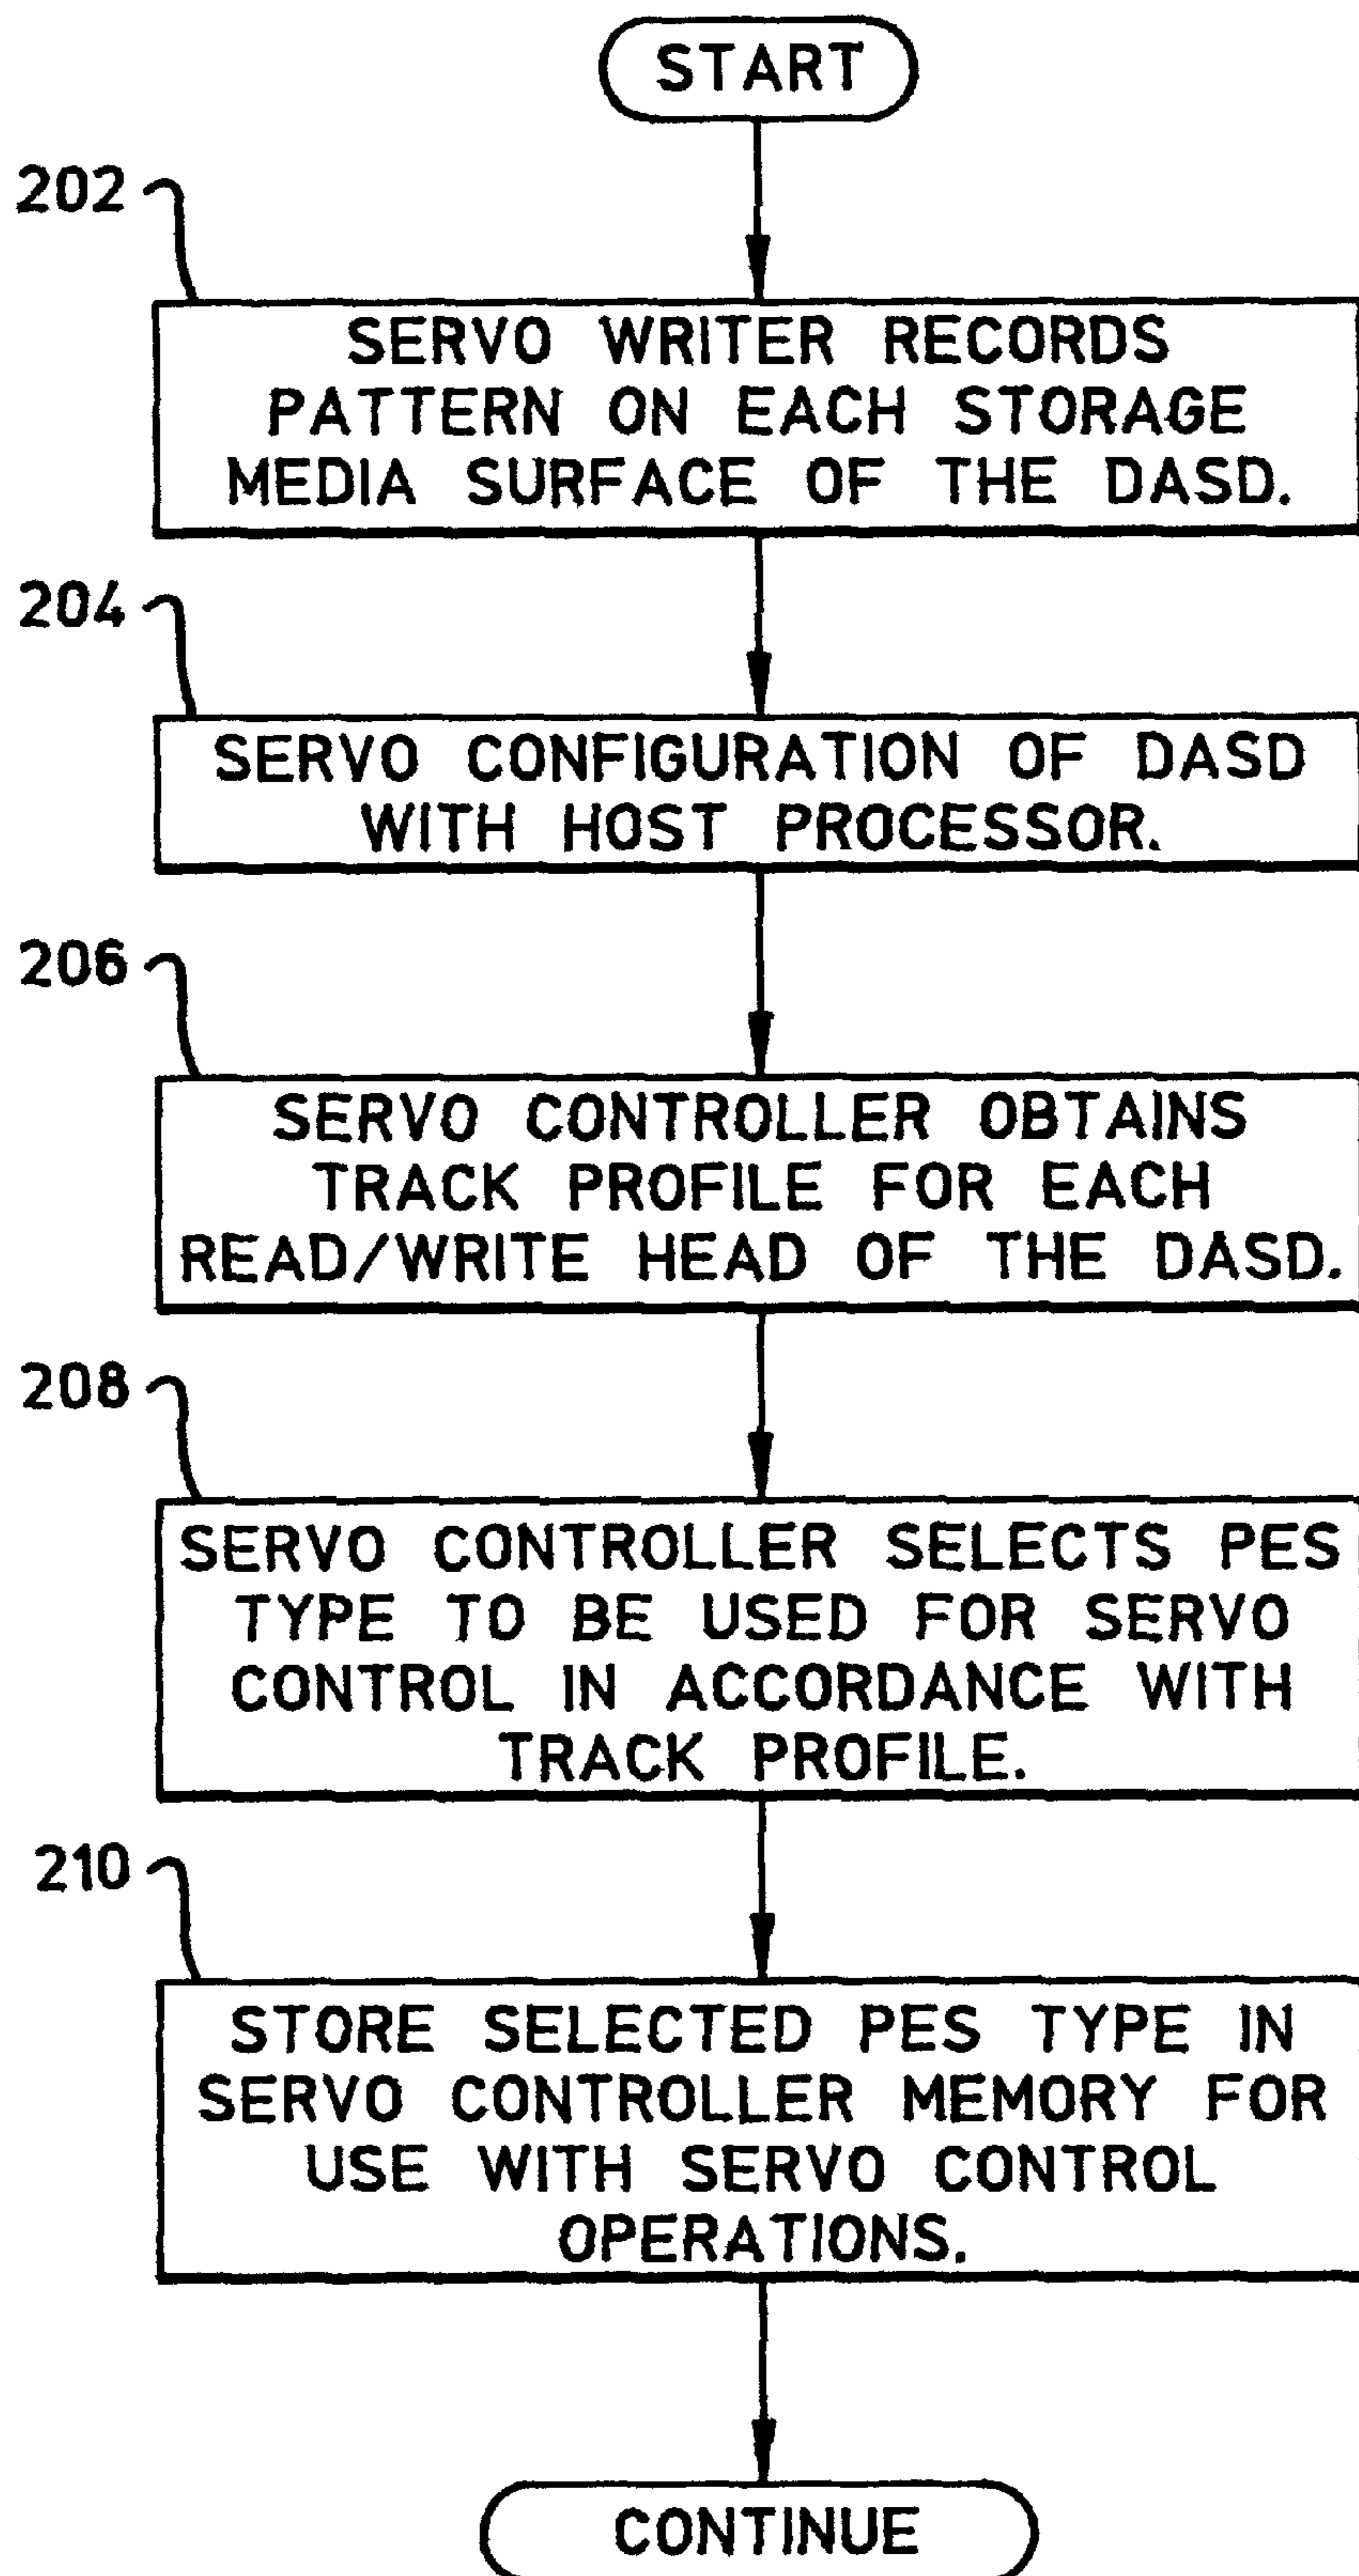 START
202
SERVO WRITER RECORDS
PATTERN ON EACH STORAGE
MEDIA SURFACE OF THE DASD.
204
SERVO CONFIGURATION OF DASD
WITH HOST PROCESSOR.
206
SERVO CONTROLLER OBTAINS
TRACK PROFILE FOR EACH
READ/WRITE HEAD OF THE DASD.
208
SERVO CONTROLLER SELECTS PES
TYPE TO BE USED FOR SERVO
CONTROL IN ACCORDANCE WITH
TRACK PROFILE.
210
STORE SELECTED PES TYPE IN
SERVO CONTROLLER MEMORY FOR
USE WITH SERVO CONTROL
OPERATIONS.
CONTINUE